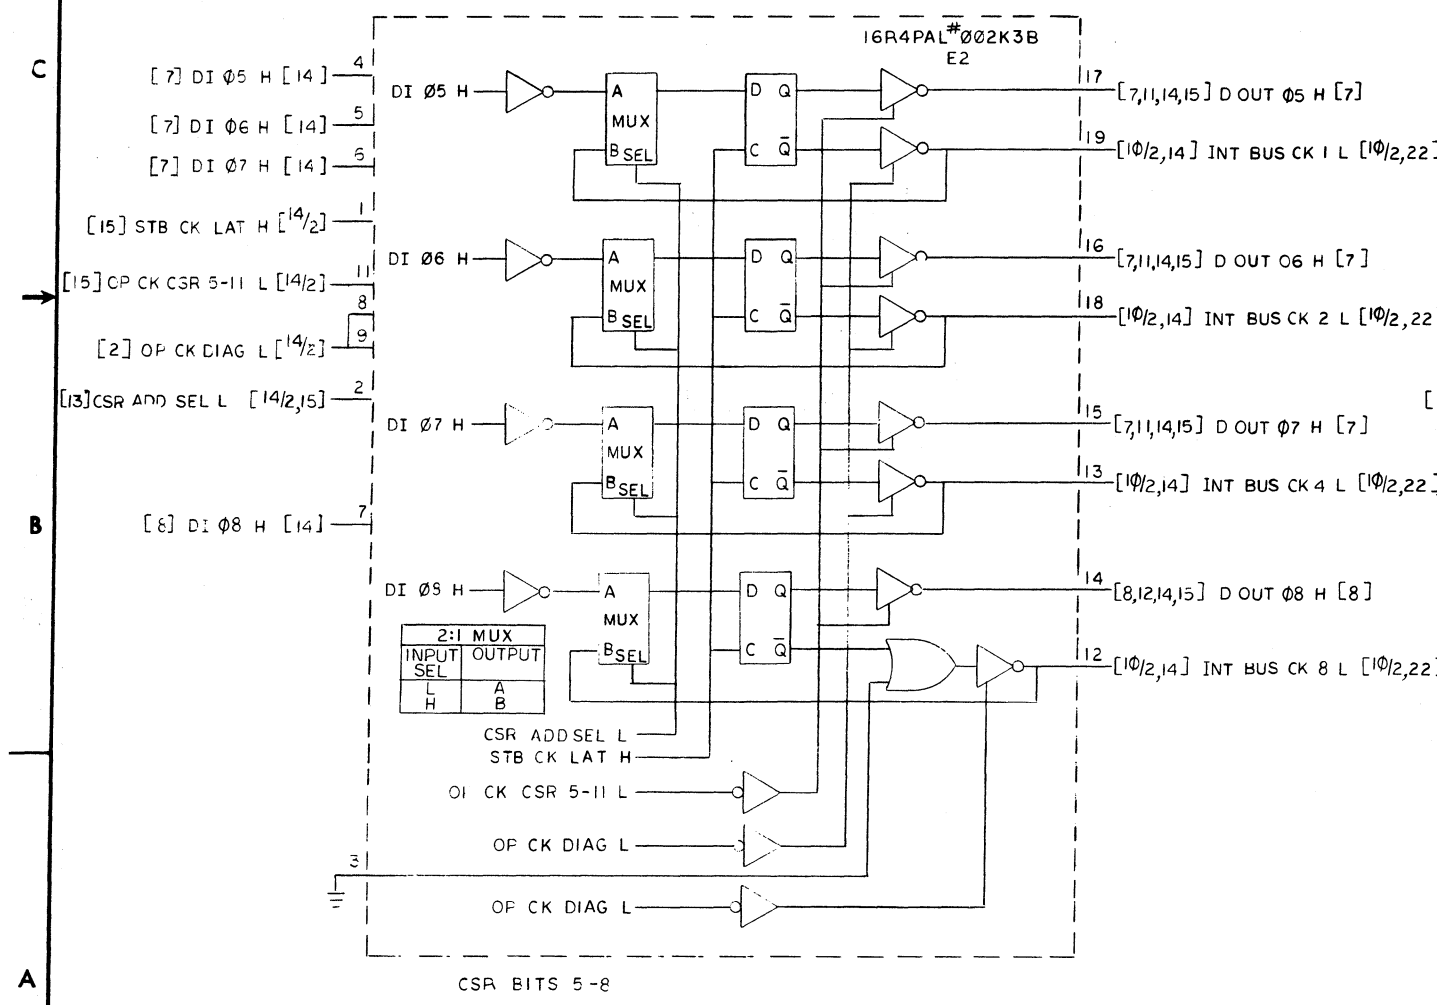 16R4PAL#ØØ2K3B
E2
C
4
[7] DI Ø5 H [14]
5
[7] DI Ø6 H [14]
6
[7] DI Ø7 H [14]
1
[15] STB CK LAT H [14/2]
11
[15] OP CK CSR 5-11 L [14/2]
8
9
[2] OP CK DIAG L [14/2]
2
[13] CSR ADD SEL L [14/2,15]
7
B
[8] DI Ø8 H [14]
3
A
DI Ø5 H
A
MUX
B SEL
D Q
C Q̅
17
[7,11,14,15] D OUT Ø5 H [7]
19
[1Ø/2,14] INT BUS CK 1 L [1Ø/2,22]
DI Ø6 H
A
MUX
B SEL
D Q
C Q̅
16
[7,11,14,15] D OUT O6 H [7]
18
[1Ø/2,14] INT BUS CK 2 L [1Ø/2,22
DI Ø7 H
A
MUX
B SEL
D Q
C Q̅
15
[7,11,14,15] D OUT Ø7 H [7]
[
13
[1Ø/2,14] INT BUS CK 4 L [1Ø/2,22]
DI Ø8 H
A
MUX
B SEL
D Q
C Q̅
14
[8,12,14,15] D OUT Ø8 H [8]
12
[1Ø/2,14] INT BUS CK 8 L [1Ø/2,22]
2:1 MUX
INPUT SEL OUTPUT
L A
H B
CSR ADD SEL L
STB CK LAT H
OP CK CSR 5-11 L
OP CK DIAG L
OP CK DIAG L
CSR BITS 5-8